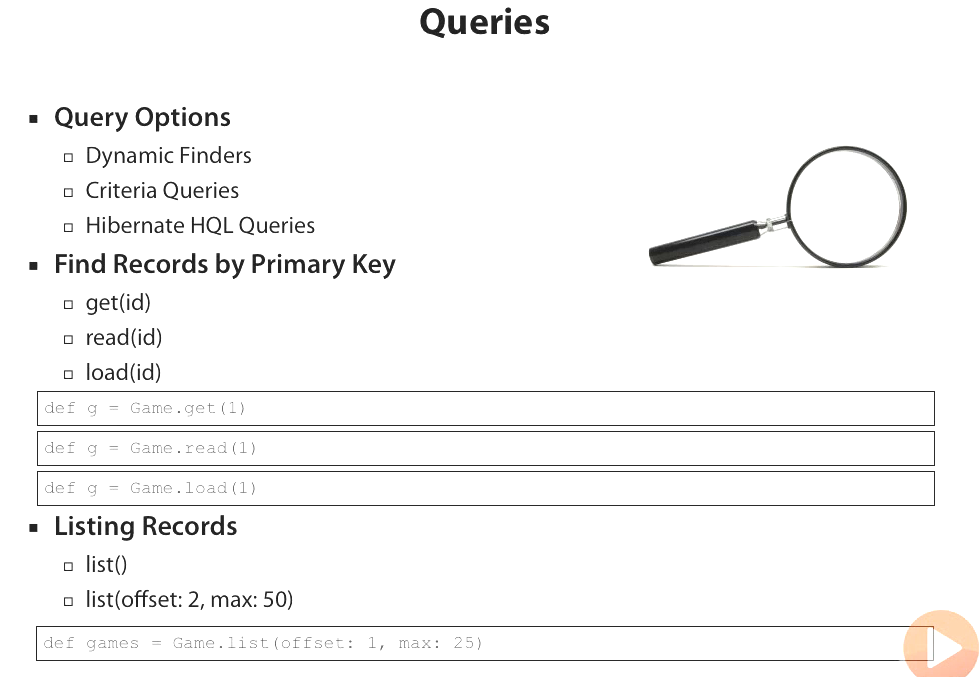 Queries
Query Options
Dynamic Finders
Criteria Queries
Hibernate HQL Queries
Find Records by Primary Key
get(id)
read(id)
load(id)
def g = Game.get(1)
def g = Game.read(1)
def g = Game.load(1)
Listing Records
list()
list(offset: 2, max: 50)
def games = Game.list(offset: 1, max: 25)